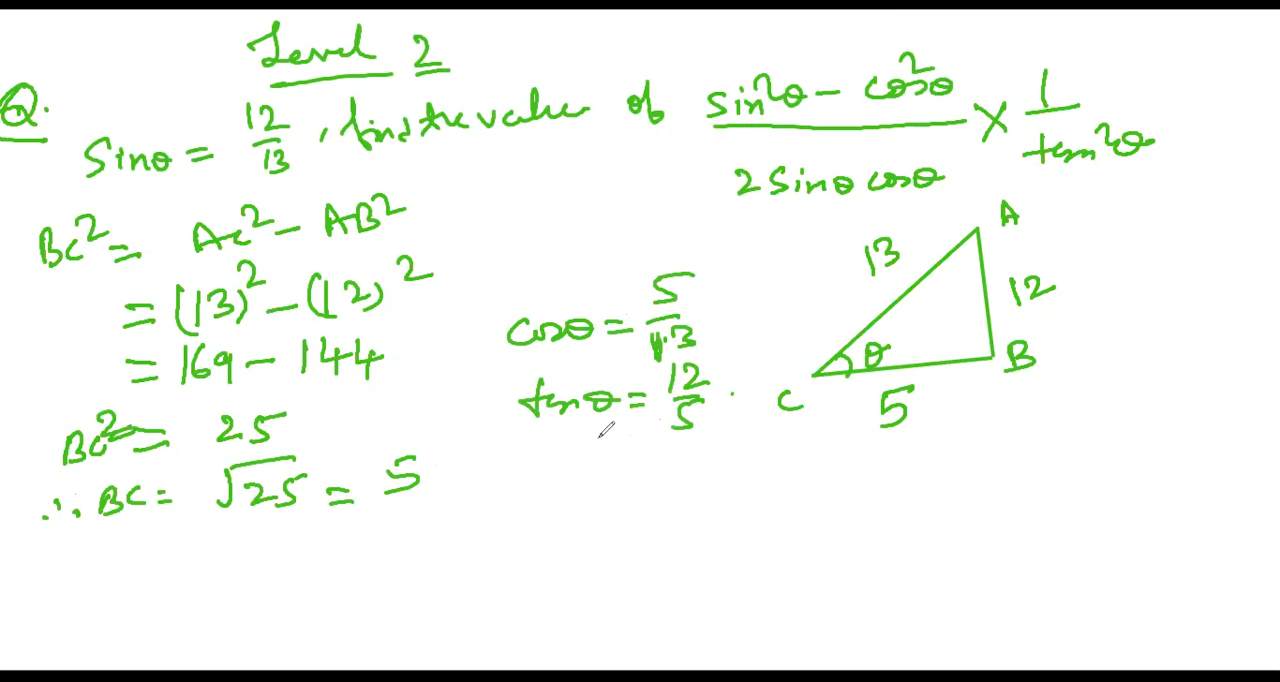 Level 2
Q. Sinθ = 12/13, find the value of (sin²θ - cos²θ)/(2 sinθ cosθ) × 1/tan²θ
BC² = AC² - AB²
= (13)² - (12)²
= 169 - 144
BC² = 25
∴ BC = √25 = 5
cosθ = 5/13
tanθ = 12/5 .
A
13
12
θ
B
C
5